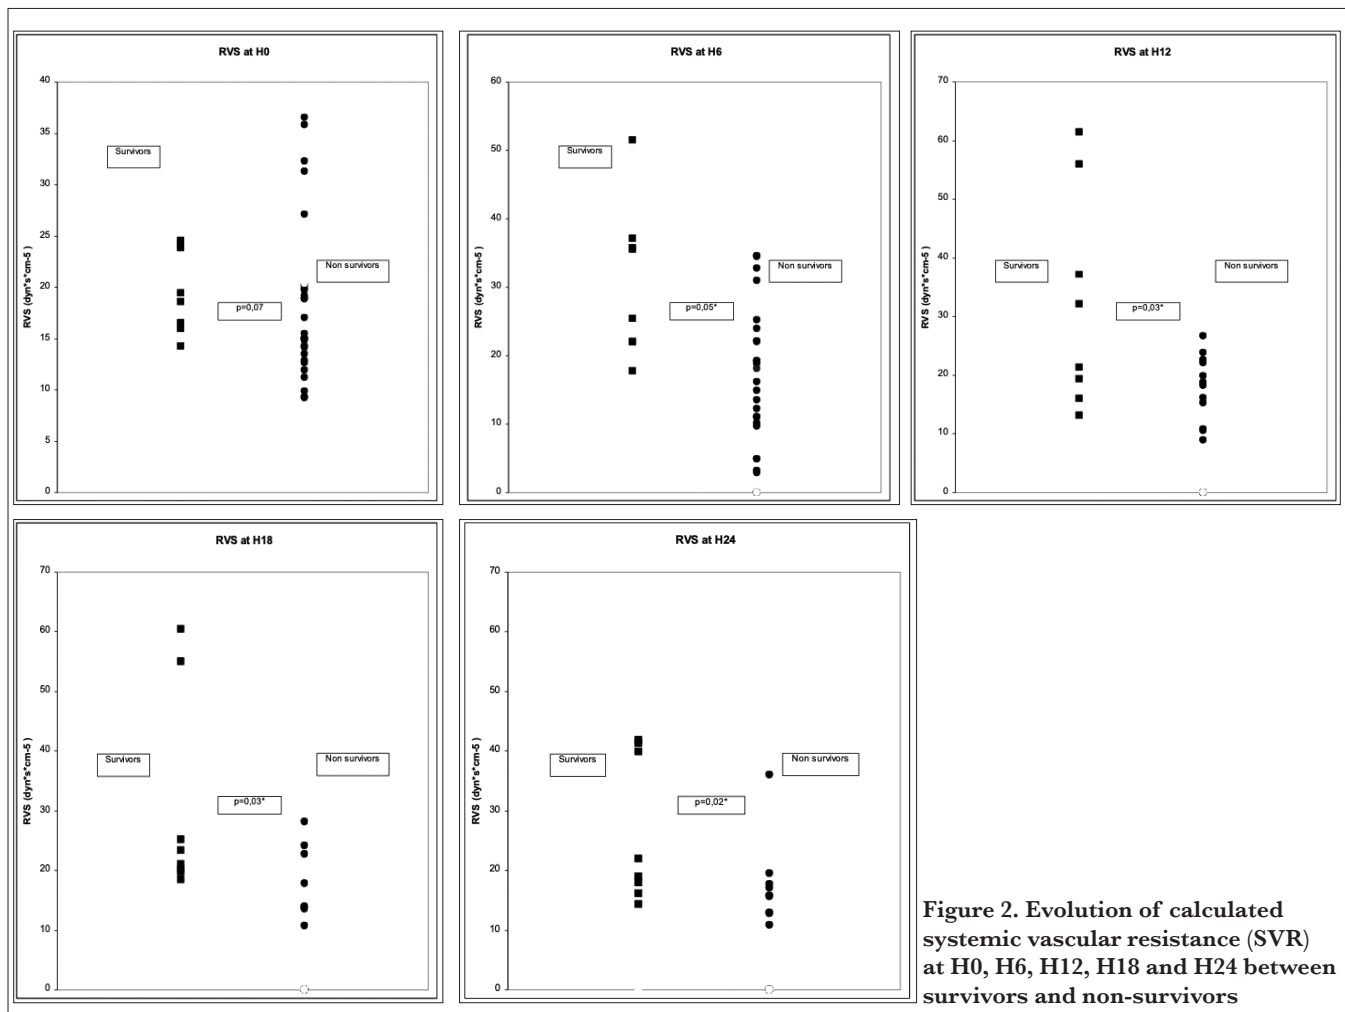 RVS at H0
40
35
30
25
20
15
10
5
0
RVS (dyn*s*cm-5 )
Survivors
Non survivors
p=0,07
RVS at H6
60
50
40
30
20
10
0
RVS (dyn*s*cm-5 )
Survivors
Non survivors
p=0,05*
RVS at H12
70
60
50
40
30
20
10
0
RVS (dyn*s*cm-5 )
Survivors
Non survivors
p=0,03*
RVS at H18
70
60
50
40
30
20
10
0
RVS (dyn*s*cm-5 )
Survivors
Non survivors
p=0,03*
RVS at H24
70
60
50
40
30
20
10
0
RVS (dyn*s*cm-5 )
Survivors
Non survivors
p=0,02*
Figure 2. Evolution of calculated
systemic vascular resistance (SVR)
at H0, H6, H12, H18 and H24 between
survivors and non-survivors